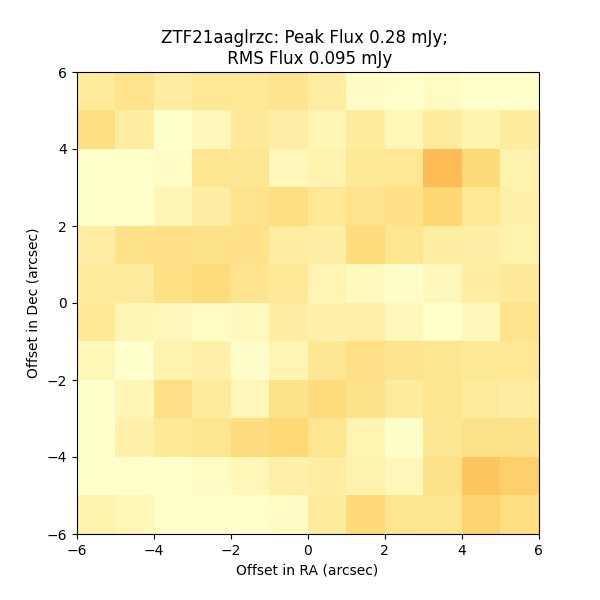 ZTF21aaglrzc: Peak Flux 0.28 mJy;
RMS Flux 0.095 mJy
6
4
2
0
−2
−4
−6
Offset in Dec (arcsec)
−6 −4 −2 0 2 4 6
Offset in RA (arcsec)